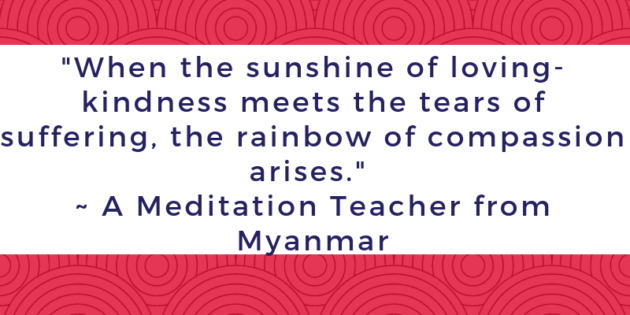 "When the sunshine of loving-
kindness meets the tears of
suffering, the rainbow of compassion
arises."
~ A Meditation Teacher from
Myanmar